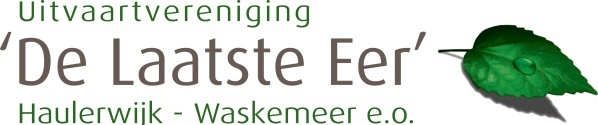 Uitvaartvereniging
‘De Laatste Eer’
Haulerwijk - Waskemeer e.o.